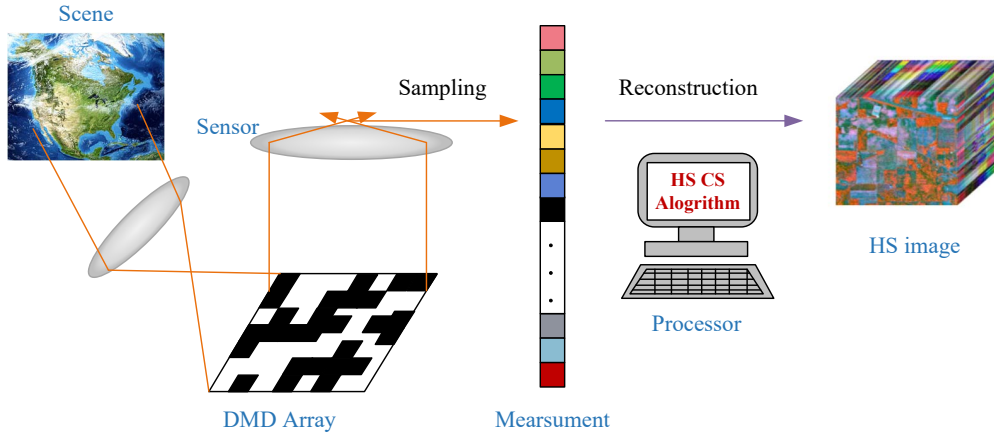 Scene
Sensor
Sampling
Reconstruction
HS CS
Alogrithm
HS image
Processor
DMD Array
Mearsument